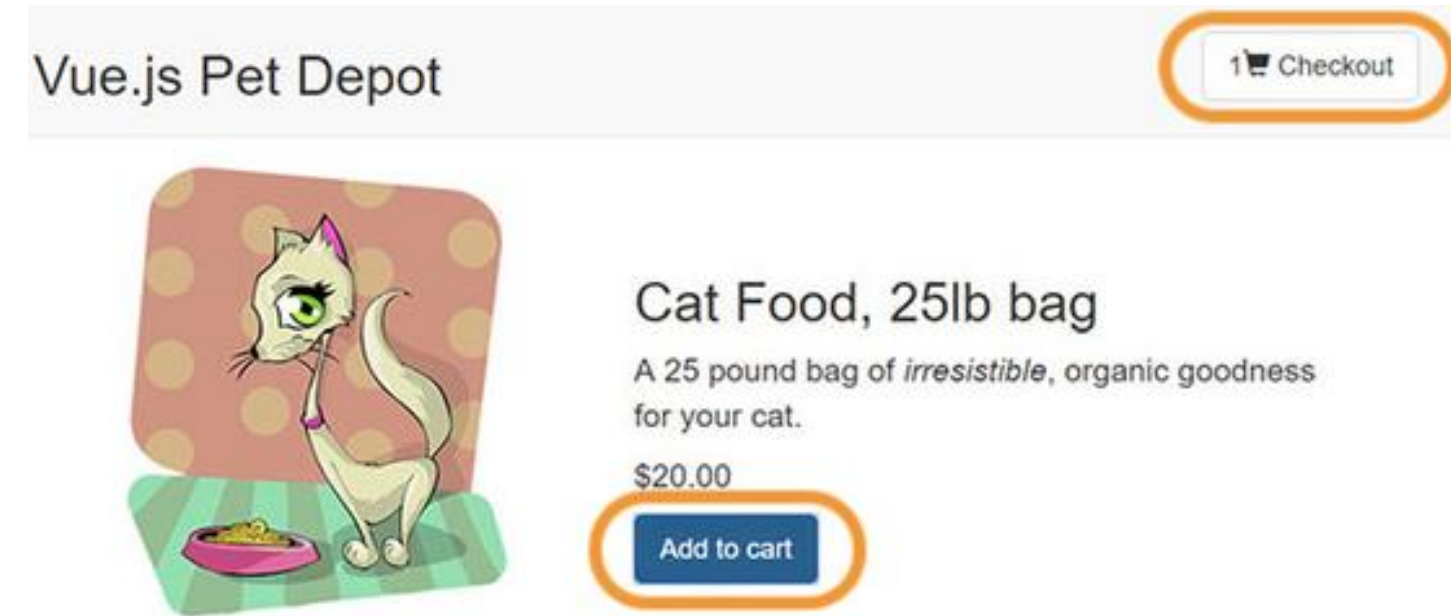 Vue.js Pet Depot
1 Checkout
Cat Food, 25lb bag
A 25 pound bag of irresistible, organic goodness
for your cat.
$20.00
Add to cart